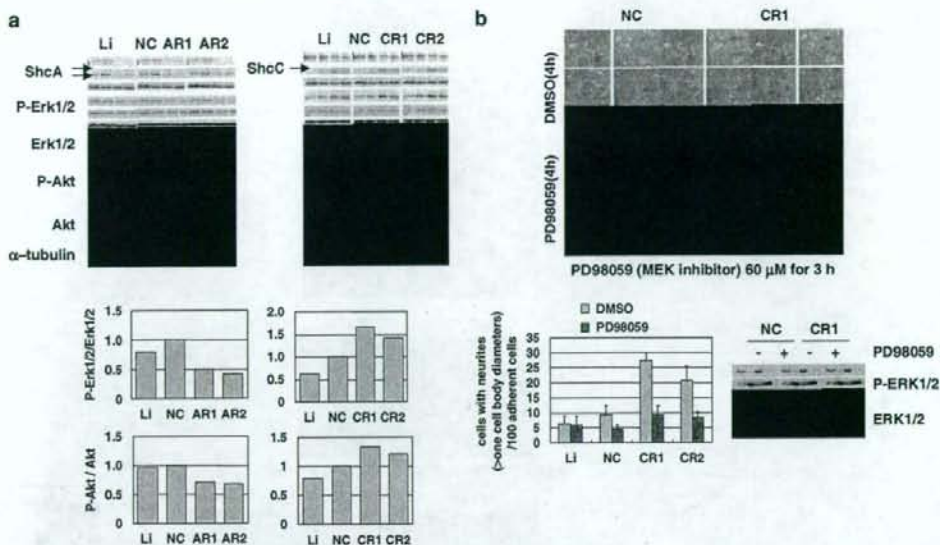 a
Li NC AR1 AR2
ShcA
P-Erk1/2
Erk1/2
P-Akt
Akt
α-tubulin
Li NC CR1 CR2
ShcC
P-Erk1/2/Erk1/2
1.5
1.0
0.5
0
Li NC AR1 AR2
2.0
1.5
1.0
0.5
0
Li NC CR1 CR2
P-Akt / Akt
1.5
1.0
0.5
0
Li NC AR1 AR2
1.5
1
0.5
0
Li NC CR1 CR2
b
NC CR1
DMSO(4h)
PD98059(4h)
PD98059 (MEK inhibitor) 60 μM for 3 h
DMSO
PD98059
cells with neurites
(>one cell body diameters)
/100 adherent cells
35
30
25
20
15
10
5
0
Li NC CR1 CR2
NC CR1
- + - + PD98059
P-ERK1/2
ERK1/2